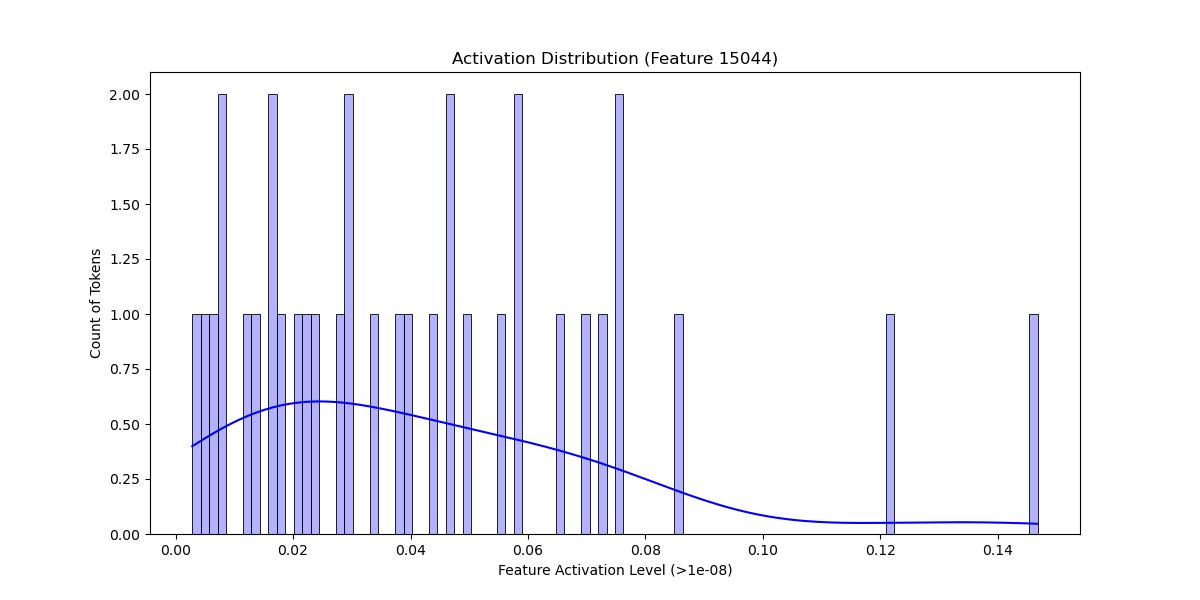 Activation Distribution (Feature 15044)
2.00
1.75
1.50
1.25
1.00
0.75
0.50
0.25
0.00
Count of Tokens
0.00 0.02 0.04 0.06 0.08 0.10 0.12 0.14
Feature Activation Level (>1e-08)